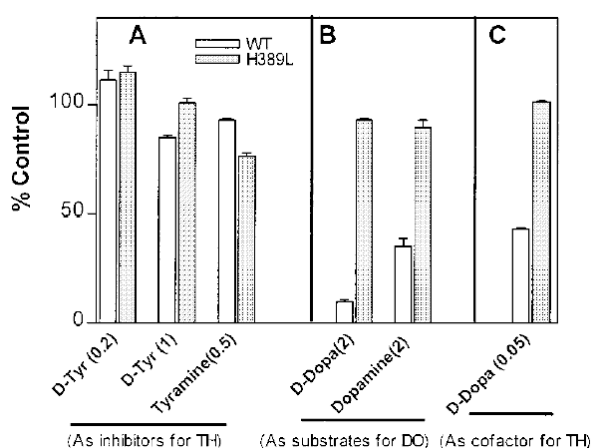 A
B
C
WT
H389L
% Control
100
50
0
D-Tyr (0.2)
D-Tyr (1)
Tyramine(0.5)
D-Dopa(2)
Dopamine(2)
D-Dopa (0.05)
(As inhibitors for TH)
(As substrates for DO)
(As cofactor for TH)